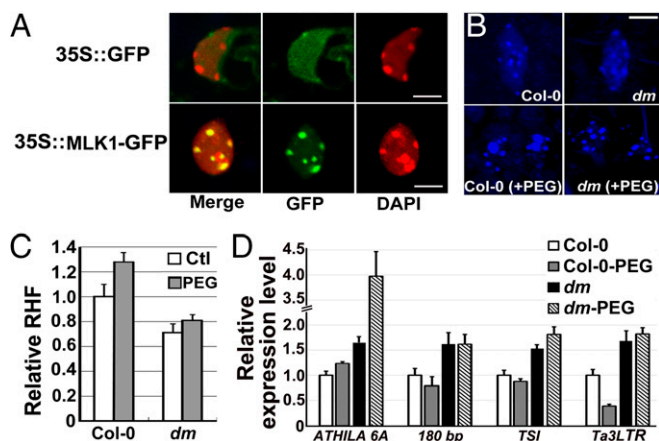 A
35S::GFP
35S::MLK1-GFP
Merge GFP DAPI
B
Col-0 dm
Col-0 (+PEG) dm (+PEG)
C
Relative RHF
1.4
1.2
1.0
0.8
0.6
0.4
0.2
0
Ctl
PEG
Col-0 dm
D
Relative
expression level
4.5
4.0
3.5
3.0
2.0
1.5
1.0
0.5
0
Col-0
Col-0-PEG
dm
dm-PEG
ATHILA 6A 180 bp TSI Ta3LTR